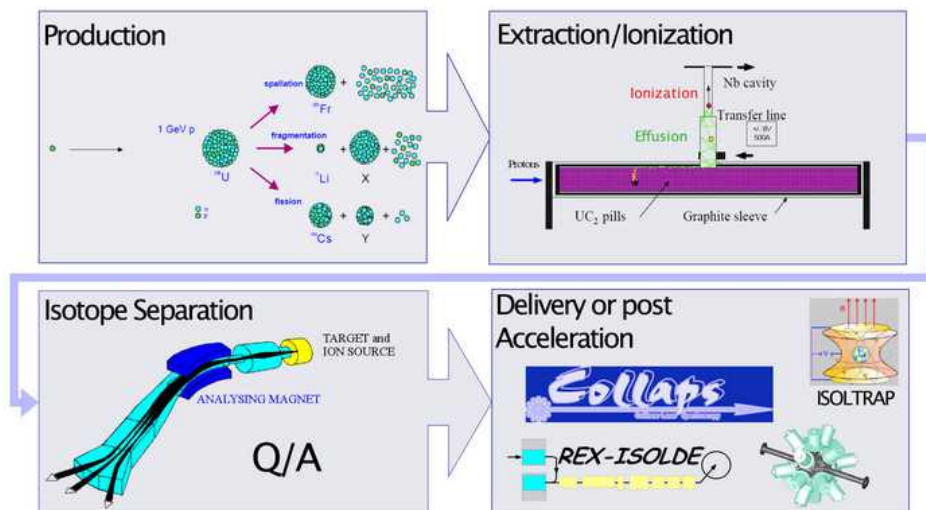 Production
spallation
+
Fr
1 GeV p
fragmentation
+
+
U
Li
X
n
p
fission
+
+
Cs
Y
Extraction/Ionization
Nb cavity
Ionization
Transfer line
Effusion
500A
Protons
UC2 pills
Graphite sleeve
Isotope Separation
TARGET and
ION SOURCE
ANALYSING MAGNET
Q/A
Delivery or post
Acceleration
B
Collaps
ISOLTRAP
REX-ISOLDE